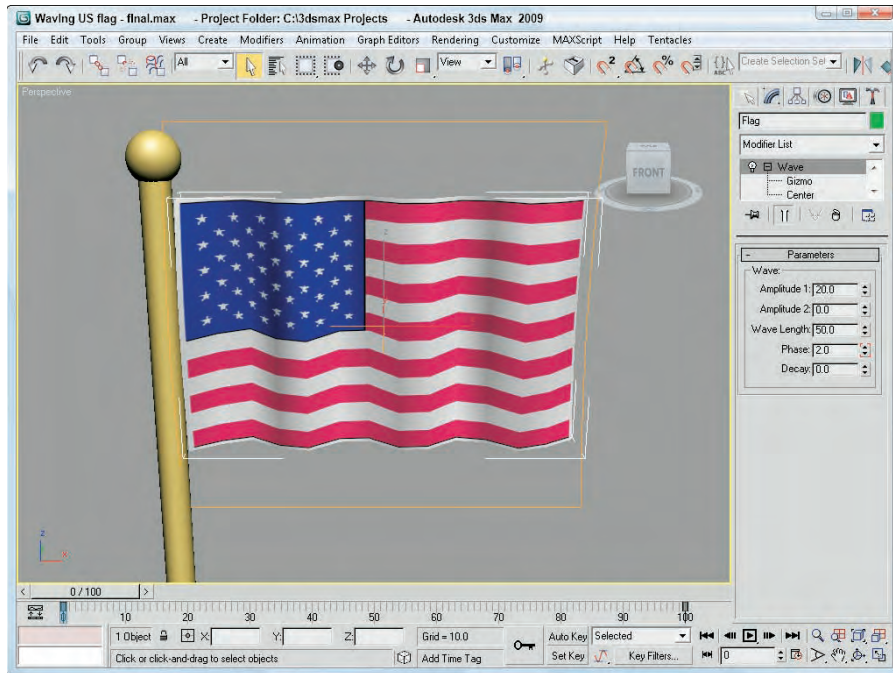 Waving US flag - final.max - Project Folder: C:\3dsmax Projects - Autodesk 3ds Max 2009
File Edit Tools Group Views Create Modifiers Animation Graph Editors Rendering Customize MAXScript Help Tentacles
All View 2 % ABC Create Selection Set
Perspective
FRONT
Flag
Modifier List
Wave
Gizmo
Center
Parameters
Wave:
Amplitude 1: 20.0
Amplitude 2: 0.0
Wave Length: 50.0
Phase: 2.0
Decay: 0.0
z
x
z
x
0 / 100
0 10 20 30 40 50 60 70 80 90 100
1 Object X: Y: Z: Grid = 10.0 Auto Key Selected
Click or click-and-drag to select objects Add Time Tag Set Key Key Filters... 0